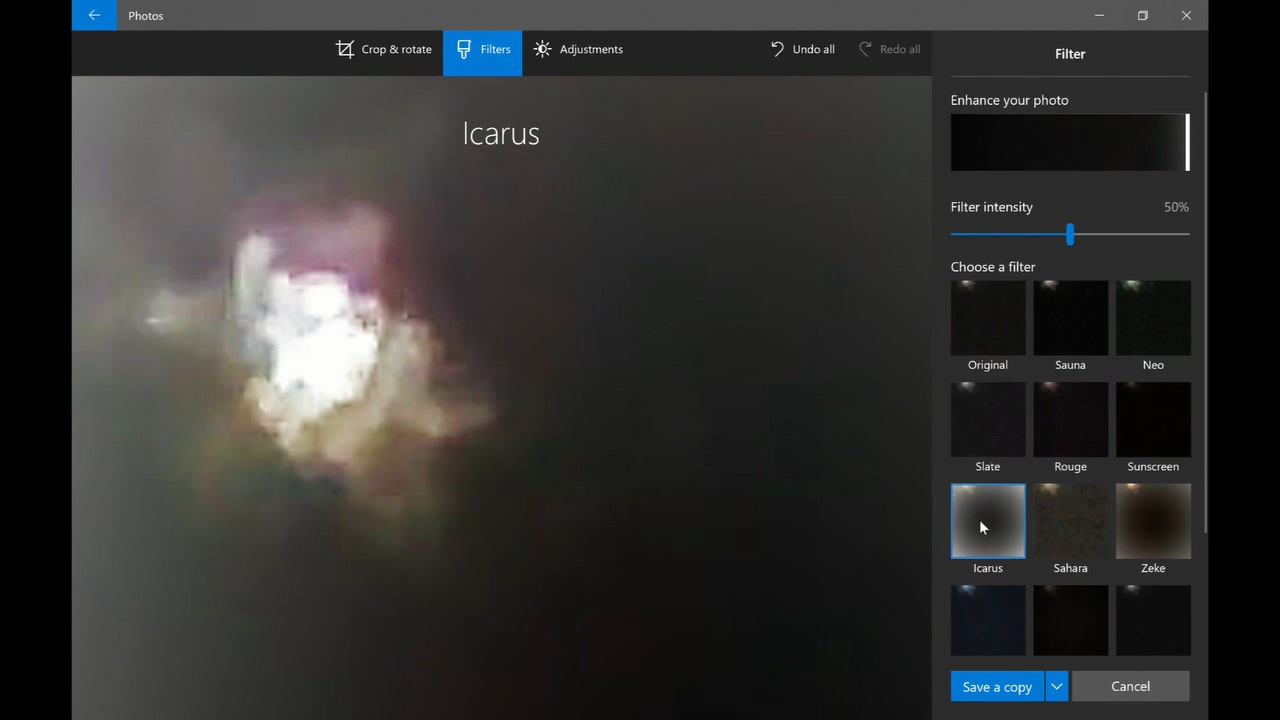 Photos
Crop & rotate
Filters
Adjustments
Undo all
Redo all
Filter
Icarus
Enhance your photo
Filter intensity
50%
Choose a filter
Original
Sauna
Neo
Slate
Rouge
Sunscreen
Icarus
Sahara
Zeke
Save a copy
Cancel